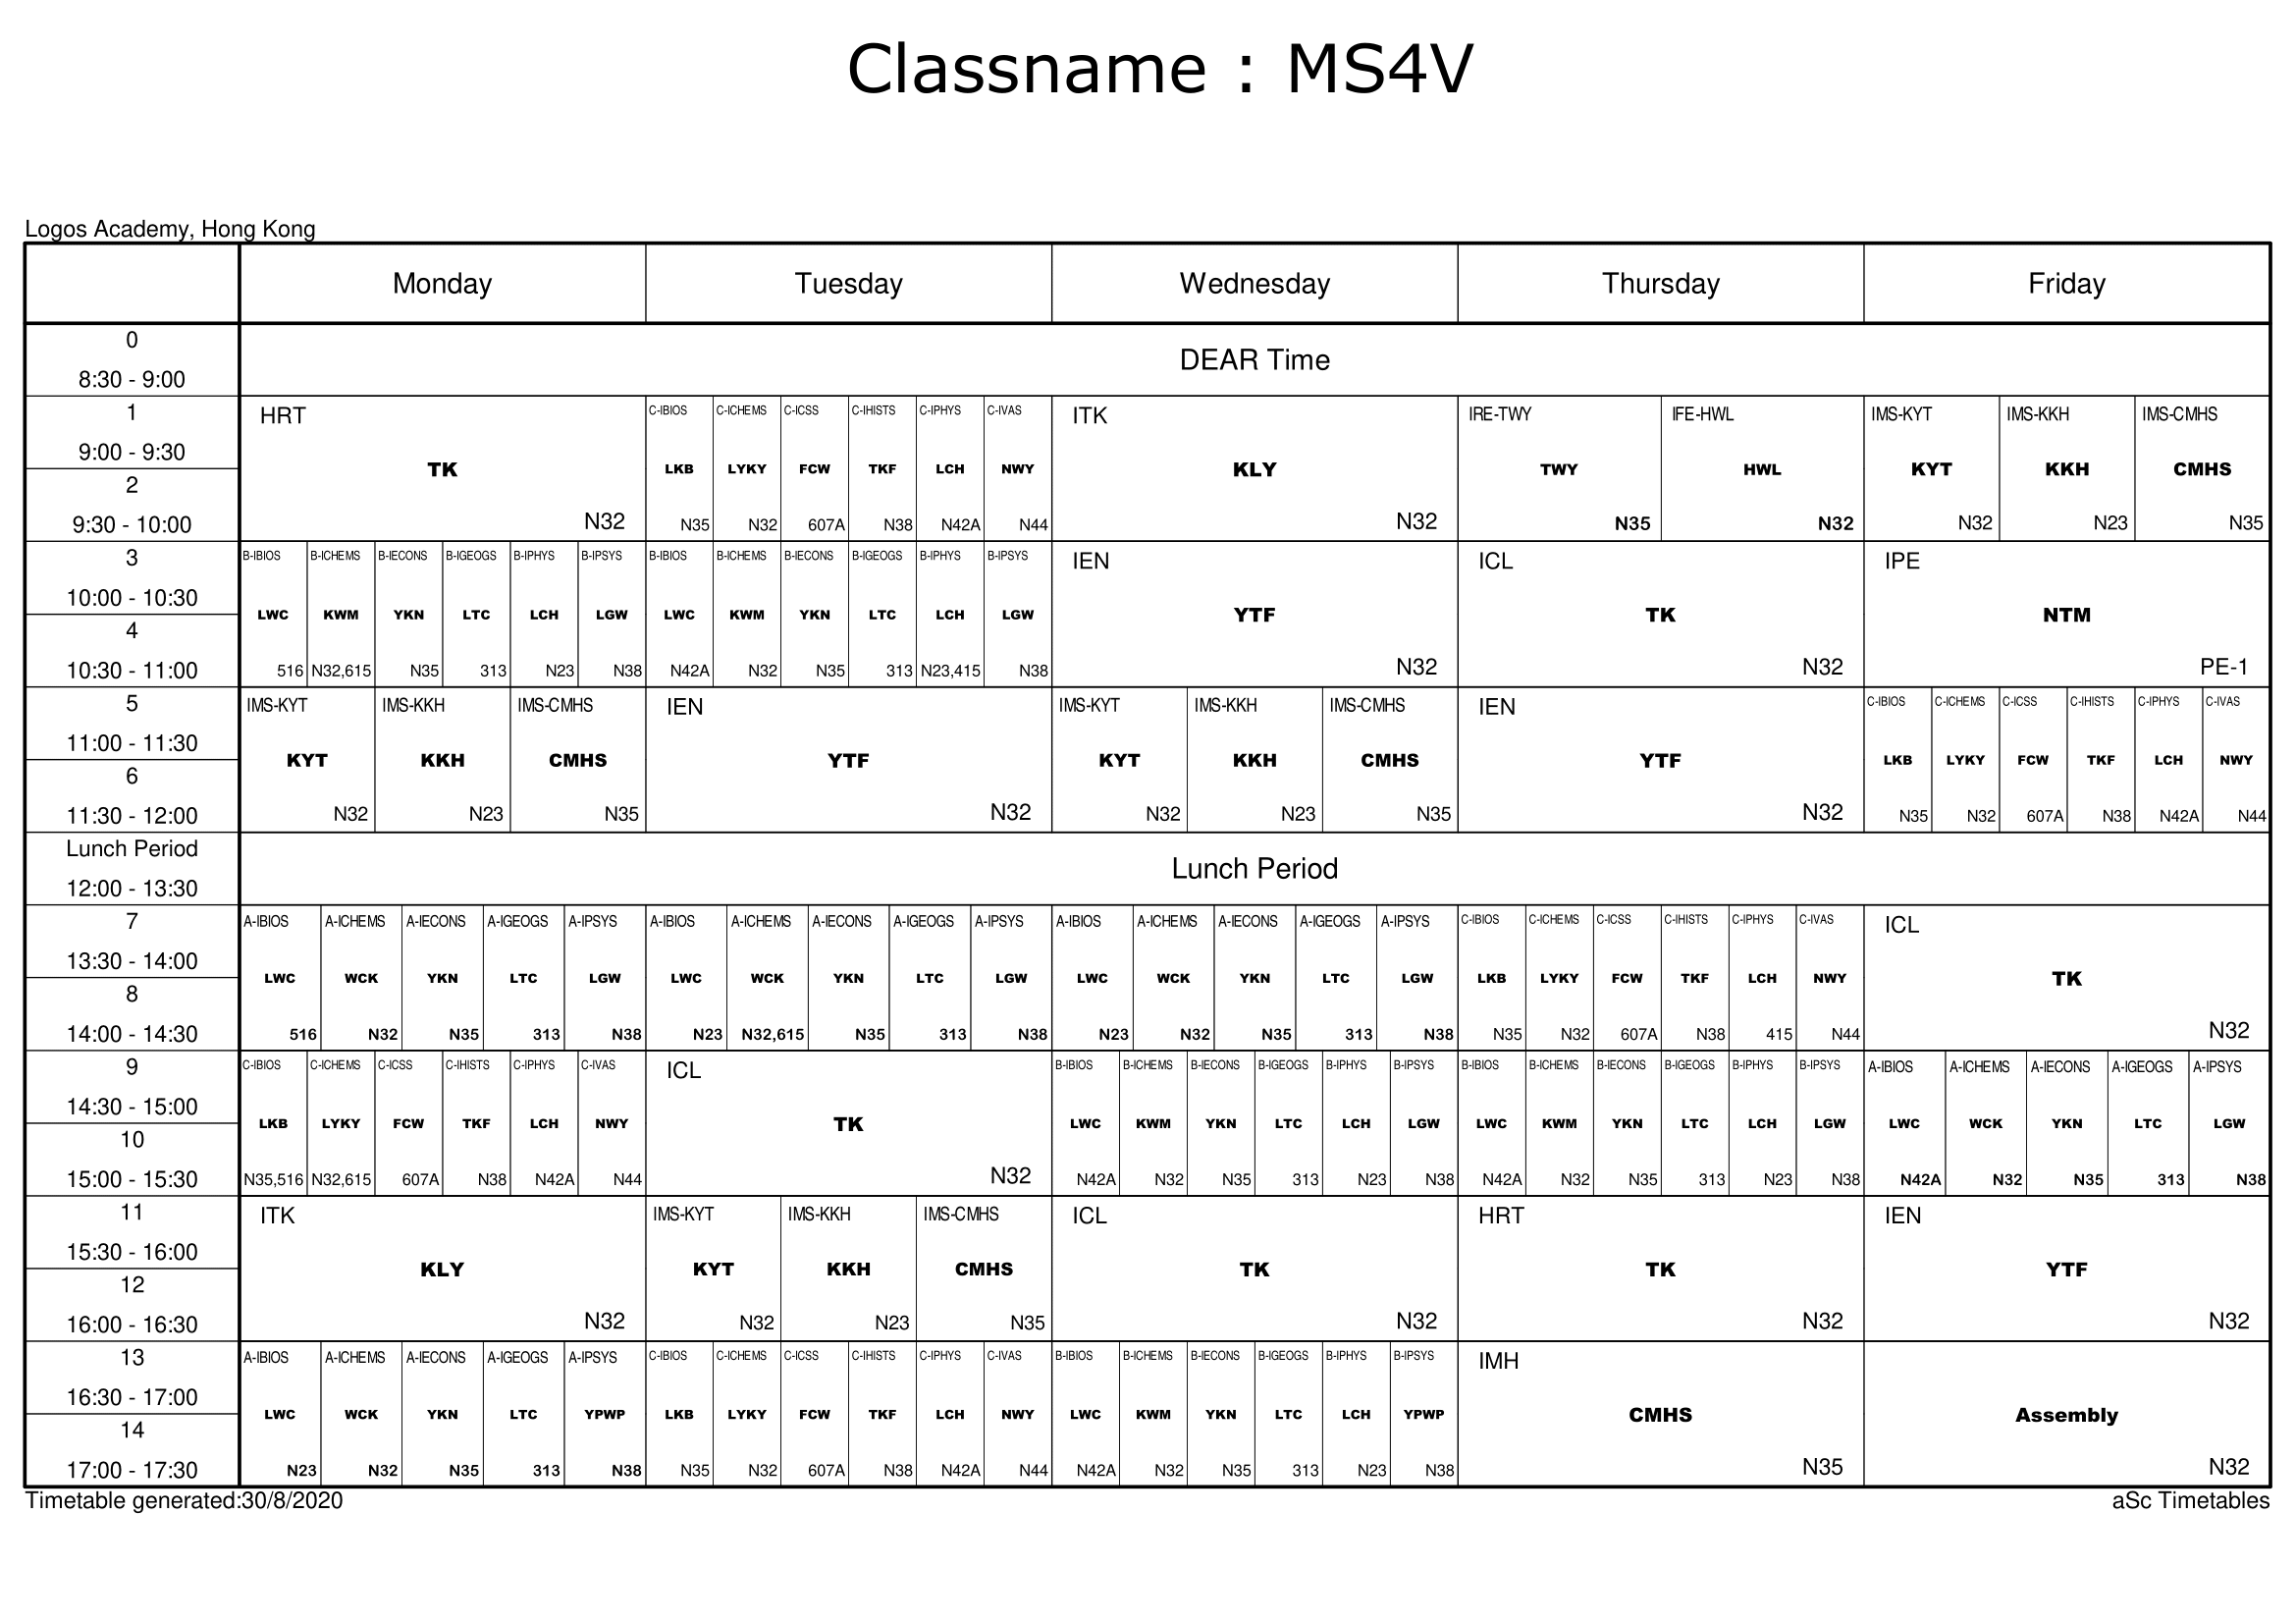 Classname : MS4V
Logos Academy, Hong Kong
Monday Tuesday Wednesday Thursday Friday
0
8:30 - 9:00
DEAR Time
1
9:00 - 9:30
2
9:30 - 10:00
HRT C-IBIOS C-ICHEMS C-ICSS C-IHISTS C-IPHYS C-IVAS ITK IRE-TWY IFE-HWL IMS-KYT IMS-KKH IMS-CMHS
TK LKB LYKY FCW TKF LCH NWY KLY TWY HWL KYT KKH CMHS
N32 N35 N32 607A N38 N42A N44 N32 N35 N32 N32 N23 N35
3
10:00 - 10:30
4
10:30 - 11:00
B-IBIOS B-ICHEMS B-IECONS B-IGEOGS B-IPHYS B-IPSYS B-IBIOS B-ICHEMS B-IECONS B-IGEOGS B-IPHYS B-IPSYS IEN ICL IPE
LWC KWM YKN LTC LCH LGW LWC KWM YKN LTC LCH LGW YTF TK NTM
516 N32,615 N35 313 N23 N38 N42A N32 N35 313 N23,415 N38 N32 N32 PE-1
5
11:00 - 11:30
6
11:30 - 12:00
IMS-KYT IMS-KKH IMS-CMHS IEN IMS-KYT IMS-KKH IMS-CMHS IEN C-IBIOS C-ICHEMS C-ICSS C-IHISTS C-IPHYS C-IVAS
KYT KKH CMHS YTF KYT KKH CMHS YTF LKB LYKY FCW TKF LCH NWY
N32 N23 N35 N32 N32 N23 N35 N32 N35 N32 607A N38 N42A N44
Lunch Period
12:00 - 13:30
Lunch Period
7
13:30 - 14:00
8
14:00 - 14:30
A-IBIOS A-ICHEMS A-IECONS A-IGEOGS A-IPSYS A-IBIOS A-ICHEMS A-IECONS A-IGEOGS A-IPSYS A-IBIOS A-ICHEMS A-IECONS A-IGEOGS A-IPSYS C-IBIOS C-ICHEMS C-ICSS C-IHISTS C-IPHYS C-IVAS ICL
LWC WCK YKN LTC LGW LWC WCK YKN LTC LGW LWC WCK YKN LTC LGW LKB LYKY FCW TKF LCH NWY TK
516 N32 N35 313 N38 N23 N32,615 N35 313 N38 N23 N32 N35 313 N38 N35 N32 607A N38 415 N44 N32
9
14:30 - 15:00
10
15:00 - 15:30
C-IBIOS C-ICHEMS C-ICSS C-IHISTS C-IPHYS C-IVAS ICL B-IBIOS B-ICHEMS B-IECONS B-IGEOGS B-IPHYS B-IPSYS B-IBIOS B-ICHEMS B-IECONS B-IGEOGS B-IPHYS B-IPSYS A-IBIOS A-ICHEMS A-IECONS A-IGEOGS A-IPSYS
LKB LYKY FCW TKF LCH NWY TK LWC KWM YKN LTC LCH LGW LWC KWM YKN LTC LCH LGW LWC WCK YKN LTC LGW
N35,516 N32,615 607A N38 N42A N44 N32 N42A N32 N35 313 N23 N38 N42A N32 N35 313 N23 N38 N42A N32 N35 313 N38
11
15:30 - 16:00
12
16:00 - 16:30
ITK IMS-KYT IMS-KKH IMS-CMHS ICL HRT IEN
KLY KYT KKH CMHS TK TK YTF
N32 N32 N23 N35 N32 N32 N32
13
16:30 - 17:00
14
17:00 - 17:30
A-IBIOS A-ICHEMS A-IECONS A-IGEOGS A-IPSYS C-IBIOS C-ICHEMS C-ICSS C-IHISTS C-IPHYS C-IVAS B-IBIOS B-ICHEMS B-IECONS B-IGEOGS B-IPHYS B-IPSYS IMH
LWC WCK YKN LTC YPWP LKB LYKY FCW TKF LCH NWY LWC KWM YKN LTC LCH YPWP CMHS Assembly
N23 N32 N35 313 N38 N35 N32 607A N38 N42A N44 N42A N32 N35 313 N23 N38 N35 N32
Timetable generated:30/8/2020
aSc Timetables